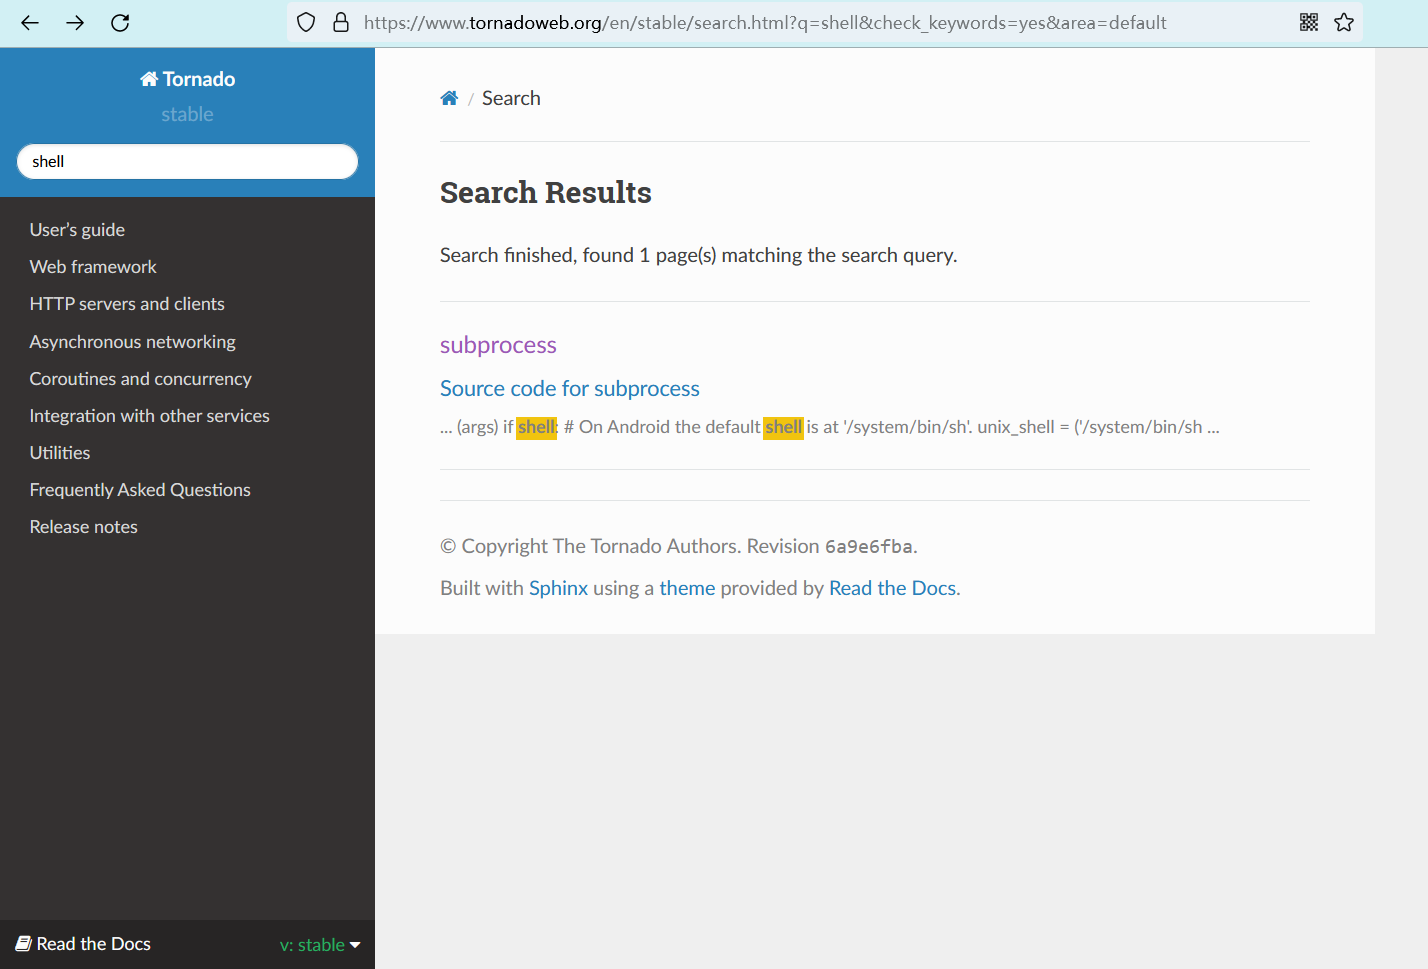 https://www.tornadoweb.org/en/stable/search.html?q=shell&check_keywords=yes&area=default
Tornado
stable
shell
User’s guide
Web framework
HTTP servers and clients
Asynchronous networking
Coroutines and concurrency
Integration with other services
Utilities
Frequently Asked Questions
Release notes
Read the Docs
v: stable
/ Search
Search Results
Search finished, found 1 page(s) matching the search query.
subprocess
Source code for subprocess
... (args) if shell: # On Android the default shell is at '/system/bin/sh'. unix_shell = ('/system/bin/sh ...
© Copyright The Tornado Authors. Revision 6a9e6fba.
Built with Sphinx using a theme provided by Read the Docs.